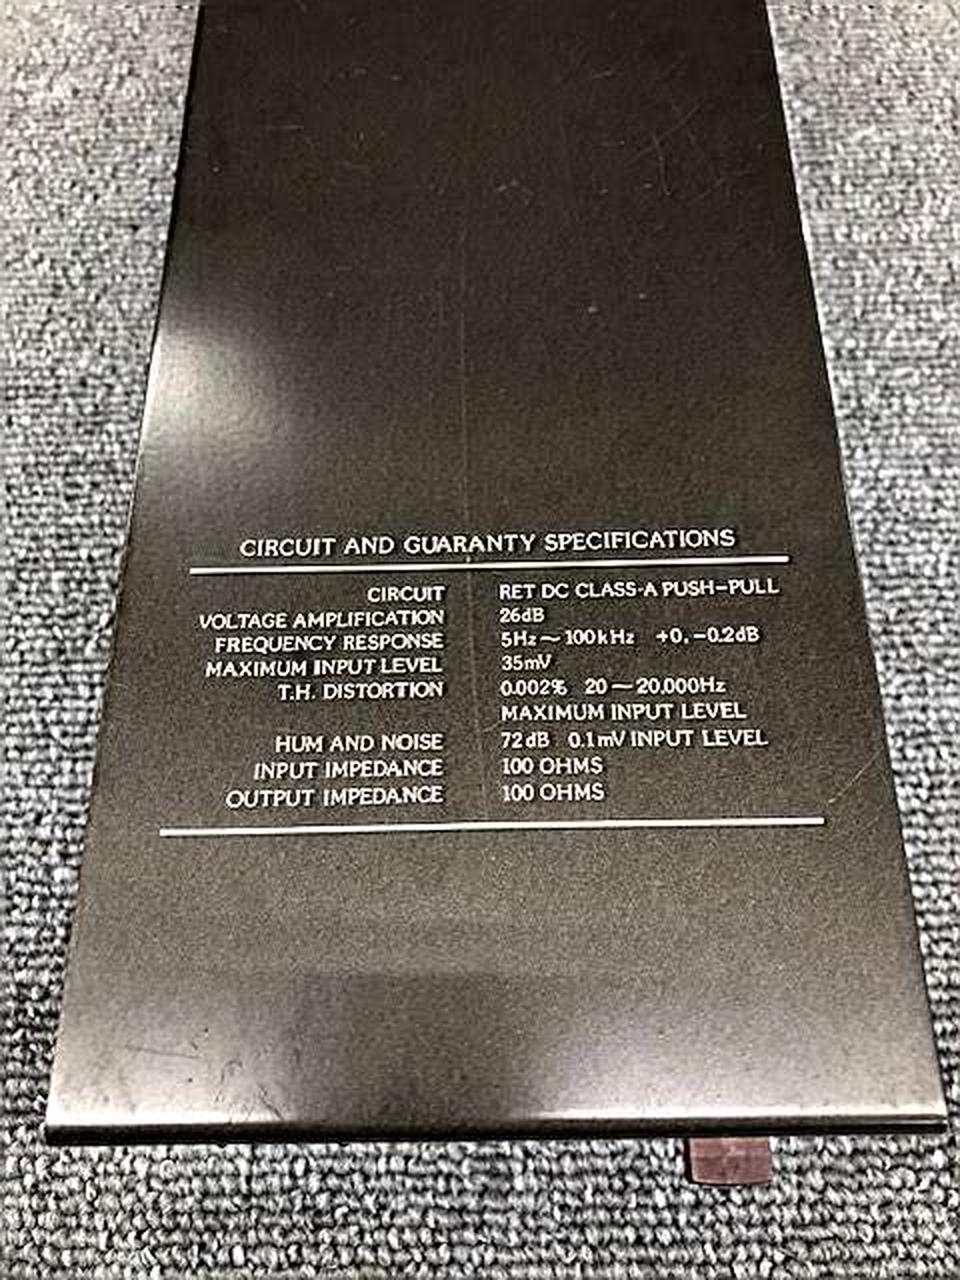 CIRCUIT AND GUARANTY SPECIFICATIONS
CIRCUIT RET DC CLASS-A PUSH-PULL
VOLTAGE AMPLIFICATION 26dB
FREQUENCY RESPONSE 5Hz~100kHz +0.-0.2dB
MAXIMUM INPUT LEVEL 35mV
T.H. DISTORTION 0.002% 20—20.000Hz
MAXIMUM INPUT LEVEL
HUM AND NOISE 72dB 0.1mV INPUT LEVEL
INPUT IMPEDANCE 100 OHMS
OUTPUT IMPEDANCE 100 OHMS